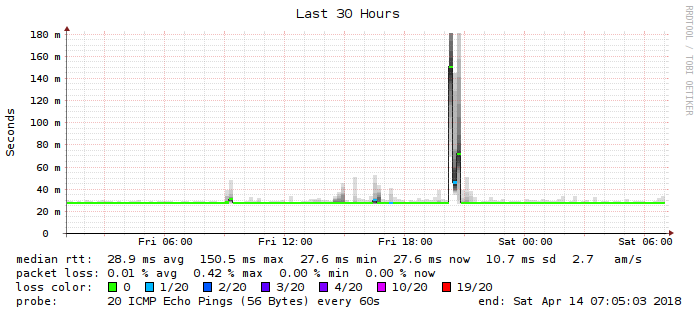 Last 30 Hours
RRDTOOL / TOBI OETIKER
Seconds
180 m
160 m
140 m
120 m
100 m
80 m
60 m
40 m
20 m
0
Fri 06:00 Fri 12:00 Fri 18:00 Sat 00:00 Sat 06:00
median rtt: 28.9 ms avg 150.5 ms max 27.6 ms min 27.6 ms now 10.7 ms sd 2.7 am/s
packet loss: 0.01 % avg 0.42 % max 0.00 % min 0.00 % now
loss color: 0 1/20 2/20 3/20 4/20 10/20 19/20
probe: 20 ICMP Echo Pings (56 Bytes) every 60s end: Sat Apr 14 07:05:03 2018